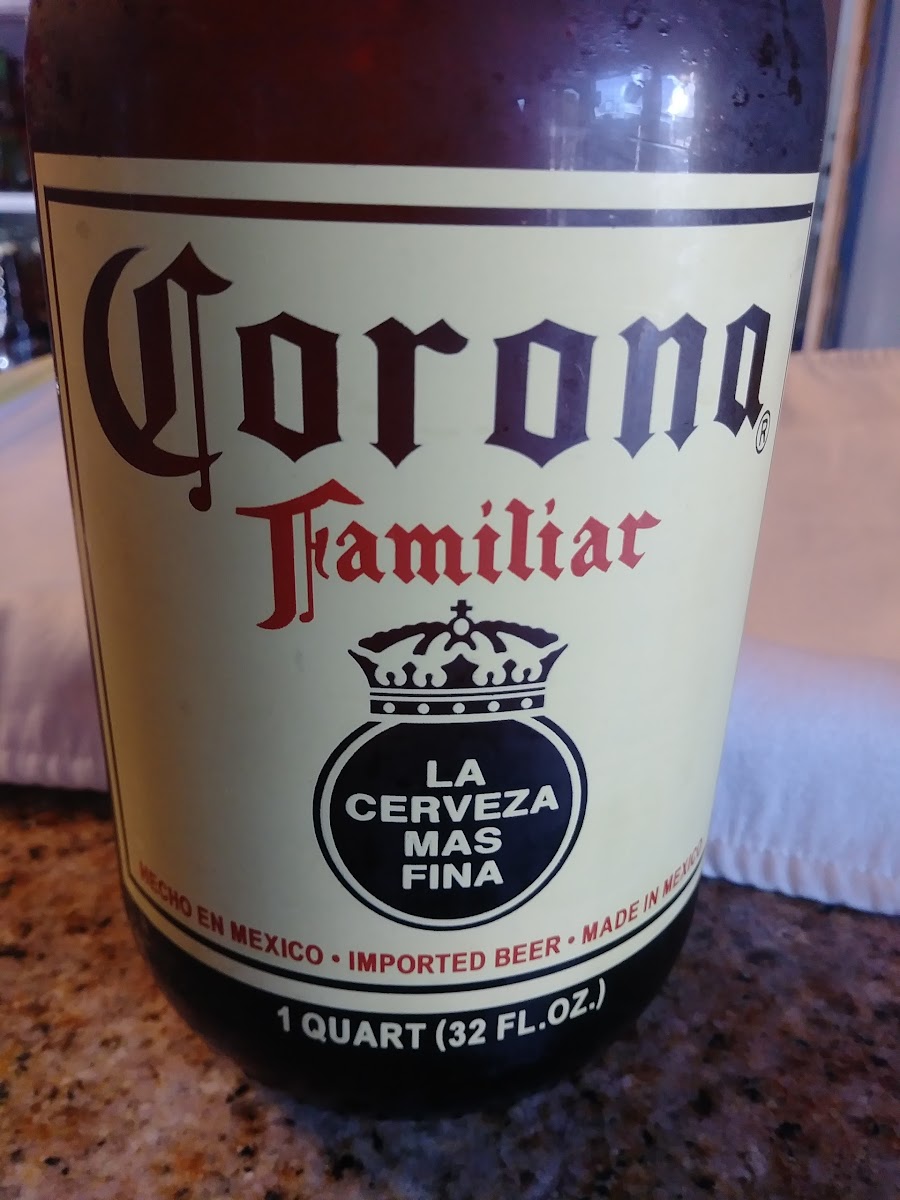 Corona®
Familiar
LA
CERVEZA
MAS
FINA
HECHO EN MEXICO • IMPORTED BEER • MADE IN MEXICO
1 QUART (32 FL.OZ.)